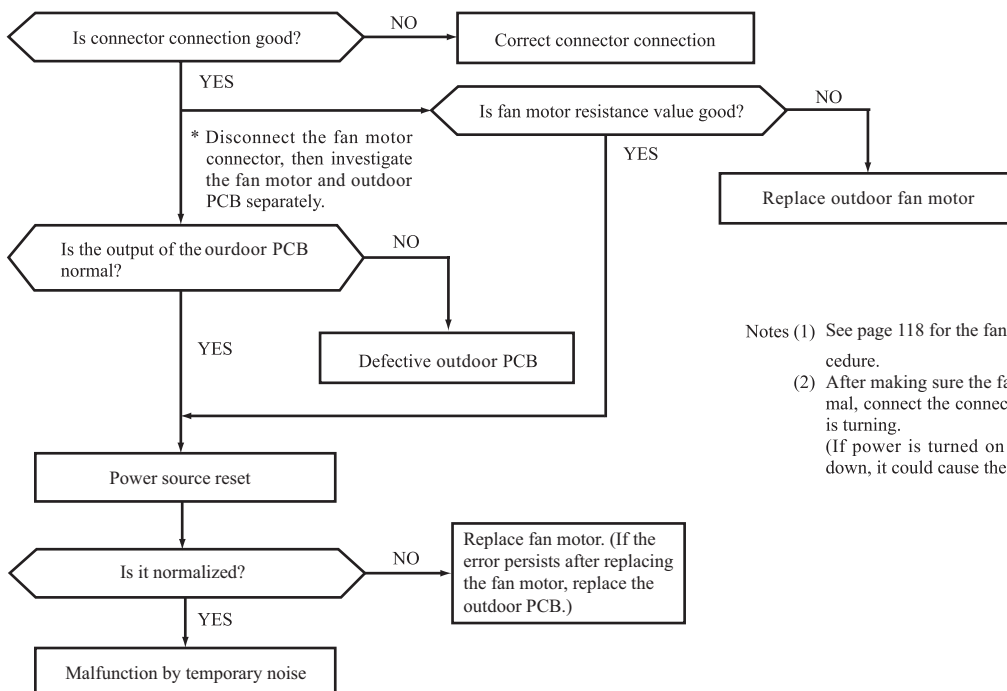 Is connector connection good?
NO
Correct connector connection
YES
Is fan motor resistance value good?
NO
* Disconnect the fan motor
connector, then investigate
the fan motor and outdoor
PCB separately.
YES
Replace outdoor fan motor
Is the output of the ourdoor PCB
normal?
NO
YES
Defective outdoor PCB
Notes (1) See page 118 for the fan
cedure.
(2) After making sure the fa
mal, connect the connec
is turning.
(If power is turned on
down, it could cause the
Power source reset
Is it normalized?
NO
Replace fan motor. (If the
error persists after replacing
the fan motor, replace the
outdoor PCB.)
YES
Malfunction by temporary noise